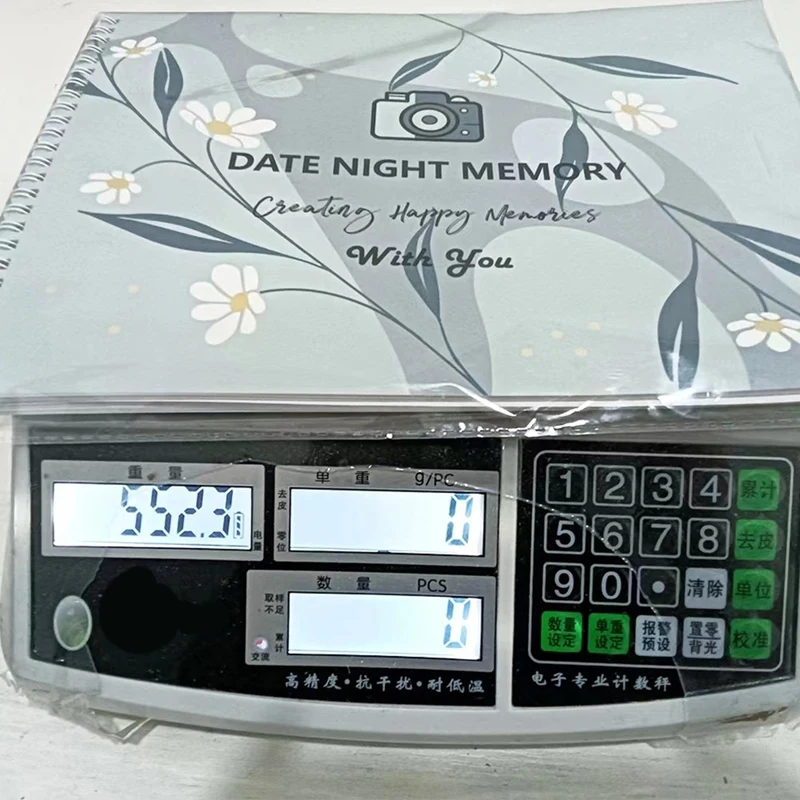 DATE NIGHT MEMORY
Creating Happy Memories
With You
重量
单重 g/PC
去皮
零位
552.3
电量
0
数量 PCS
取样不足
累计
交流
0
1 2 3 4 累计
5 6 7 8 去皮
9 0 • 清除 单位
数量设定 单重设定 报警预设 置零背光 校准
高精度·抗干扰·耐低温
电子专业计数秤